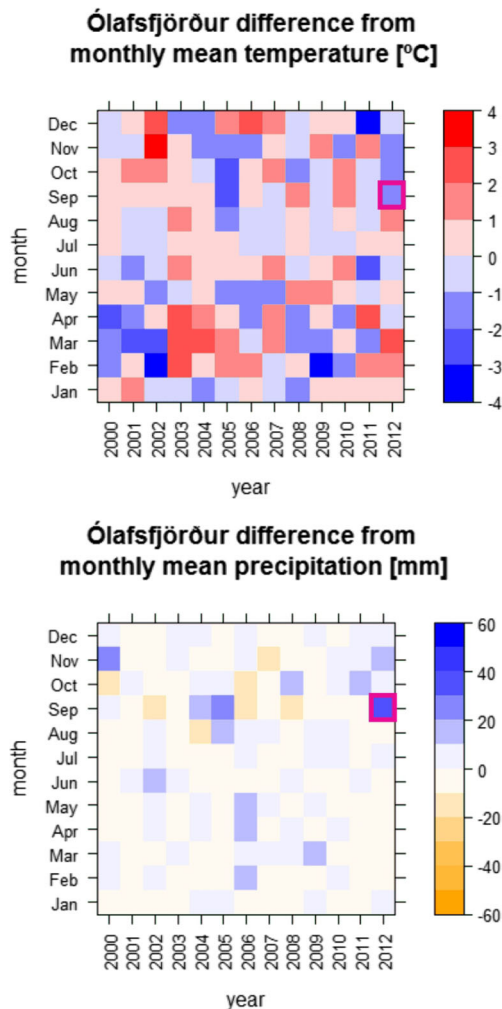 Ólafsfjörður difference from
monthly mean temperature [ºC]
Dec
Nov
Oct
Sep
Aug
Jul
Jun
May
Apr
Mar
Feb
Jan
month
2000
2001
2002
2003
2004
2005
2006
2007
2008
2009
2010
2011
2012
year
4
3
2
1
0
-1
-2
-3
-4
Ólafsfjörður difference from
monthly mean precipitation [mm]
Dec
Nov
Oct
Sep
Aug
Jul
Jun
May
Apr
Mar
Feb
Jan
month
2000
2001
2002
2003
2004
2005
2006
2007
2008
2009
2010
2011
2012
year
60
40
20
0
-10
-20
-40
-60